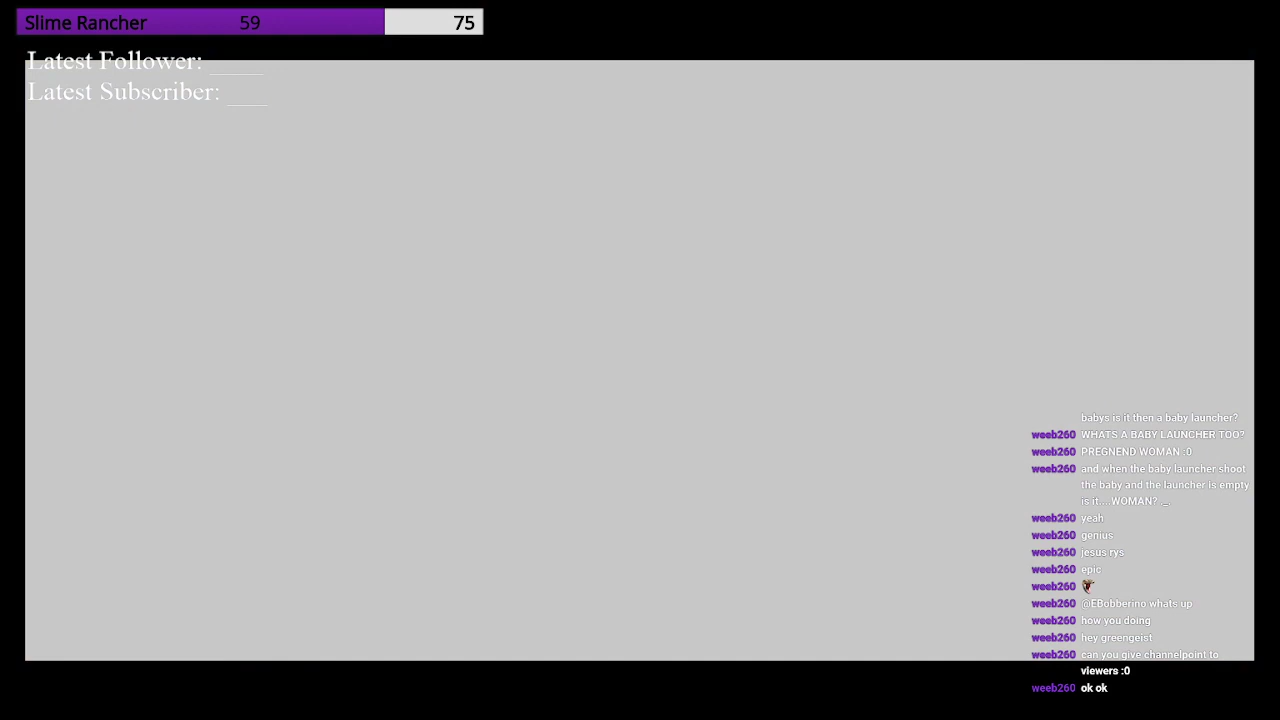 Slime Rancher 59 75
Latest Follower: ____
Latest Subscriber: ___
babys is it then a baby launcher?
weeb260 WHATS A BABY LAUNCHER TOO?
weeb260 PREGNEND WOMAN :0
weeb260 and when the baby launcher shoot
the baby and the launcher is empty
is it....WOMAN? _
weeb260 yeah
weeb260 genius
weeb260 jesus rys
weeb260 epic
weeb260
weeb260 @EBobberino whats up
weeb260 how you doing
weeb260 hey greengeist
weeb260 can you give channelpoint to
viewers :0
weeb260 ok ok